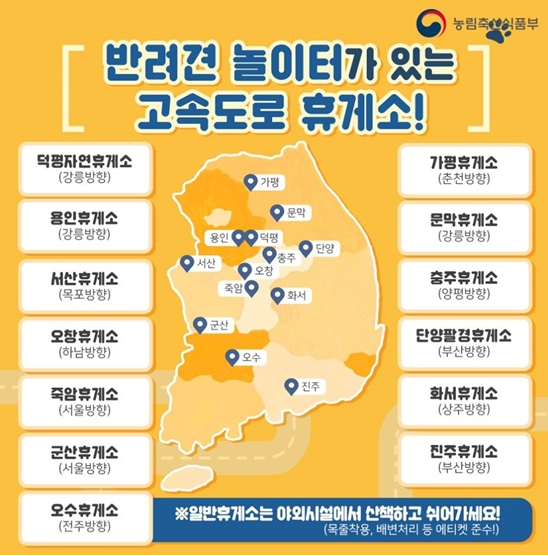 농림축산식품부
반려견 놀이터가 있는
고속도로 휴게소!
덕평자연휴게소
(강릉방향)
용인휴게소
(강릉방향)
서산휴게소
(목포방향)
오창휴게소
(하남방향)
죽암휴게소
(서울방향)
군산휴게소
(서울방향)
오수휴게소
(전주방향)
가평
문막
용인
덕평
단양
충주
서산
오창
죽암
화서
군산
오수
진주
가평휴게소
(춘천방향)
문막휴게소
(강릉방향)
충주휴게소
(양평방향)
단양팔경휴게소
(부산방향)
화서휴게소
(상주방향)
진주휴게소
(부산방향)
※일반휴게소는 야외시설에서 산책하고 쉬어가세요!
(목줄착용, 배변처리 등 에티켓 준수!)